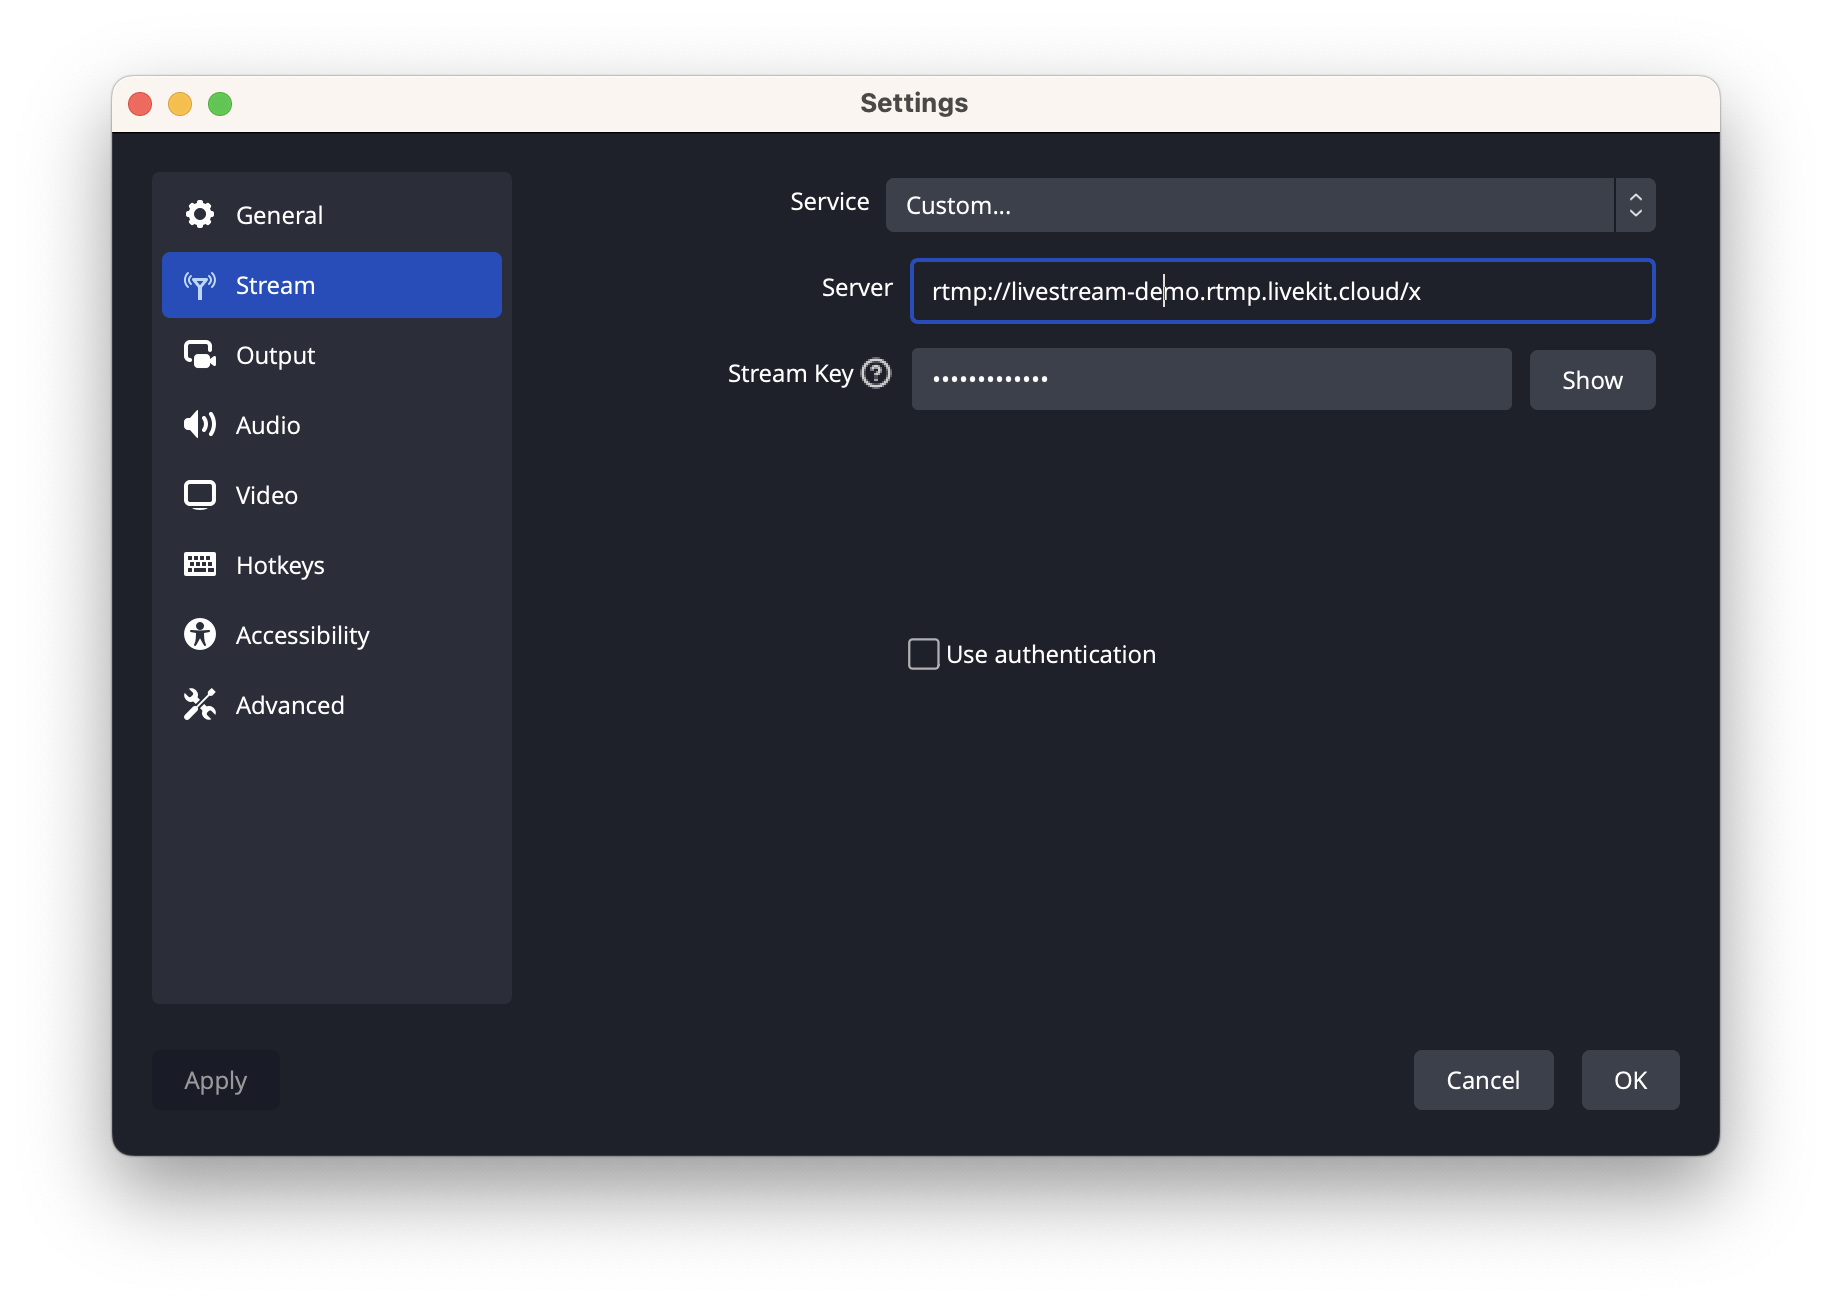 Settings
General
Stream
Output
Audio
Video
Hotkeys
Accessibility
Advanced
Service
Custom...
Server
rtmp://livestream-demo.rtmp.livekit.cloud/x
Stream Key ?
•••••••••••••
Show
Use authentication
Apply
Cancel
OK